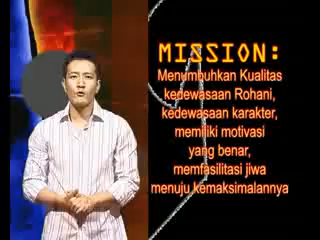 MISSION:
Menumbuhkan Kualitas
kedewasaan Rohani,
kedewasaan karakter,
memiliki motivasi
yang benar,
memfasilitasi jiwa
menuju kemaksimalannya